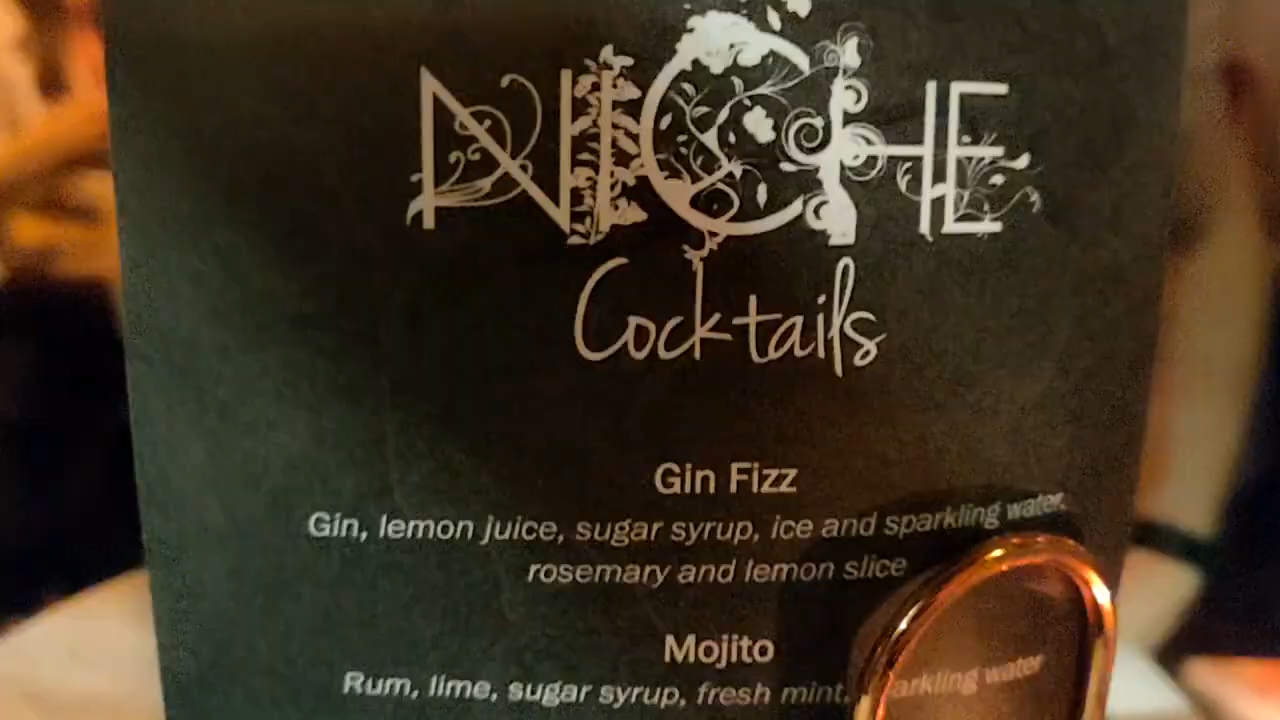 NICHE
Cocktails
Gin Fizz
Gin, lemon juice, sugar syrup, ice and sparkling water.
rosemary and lemon slice
Mojito
Rum, lime, sugar syrup, fresh mint, arkling water